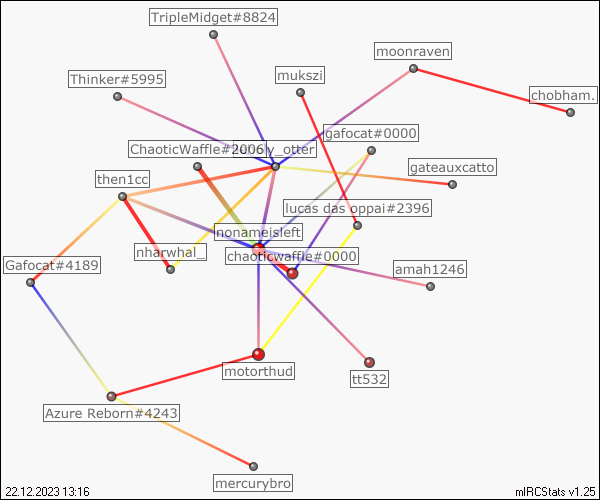 TripleMidget#8824
moonraven
Thinker#5995
mukszi
chobham.
gafocat#0000
ChaoticWaffle#2006
y_otter
gateauxcatto
then1cc
lucas das oppai#2396
nonameisleft
nharwhal_
chaoticwaffle#0000
Gafocat#4189
amah1246
motorthud
tt532
Azure Reborn#4243
mercurybro
22.12.2023 13:16
mIRCStats v1.25